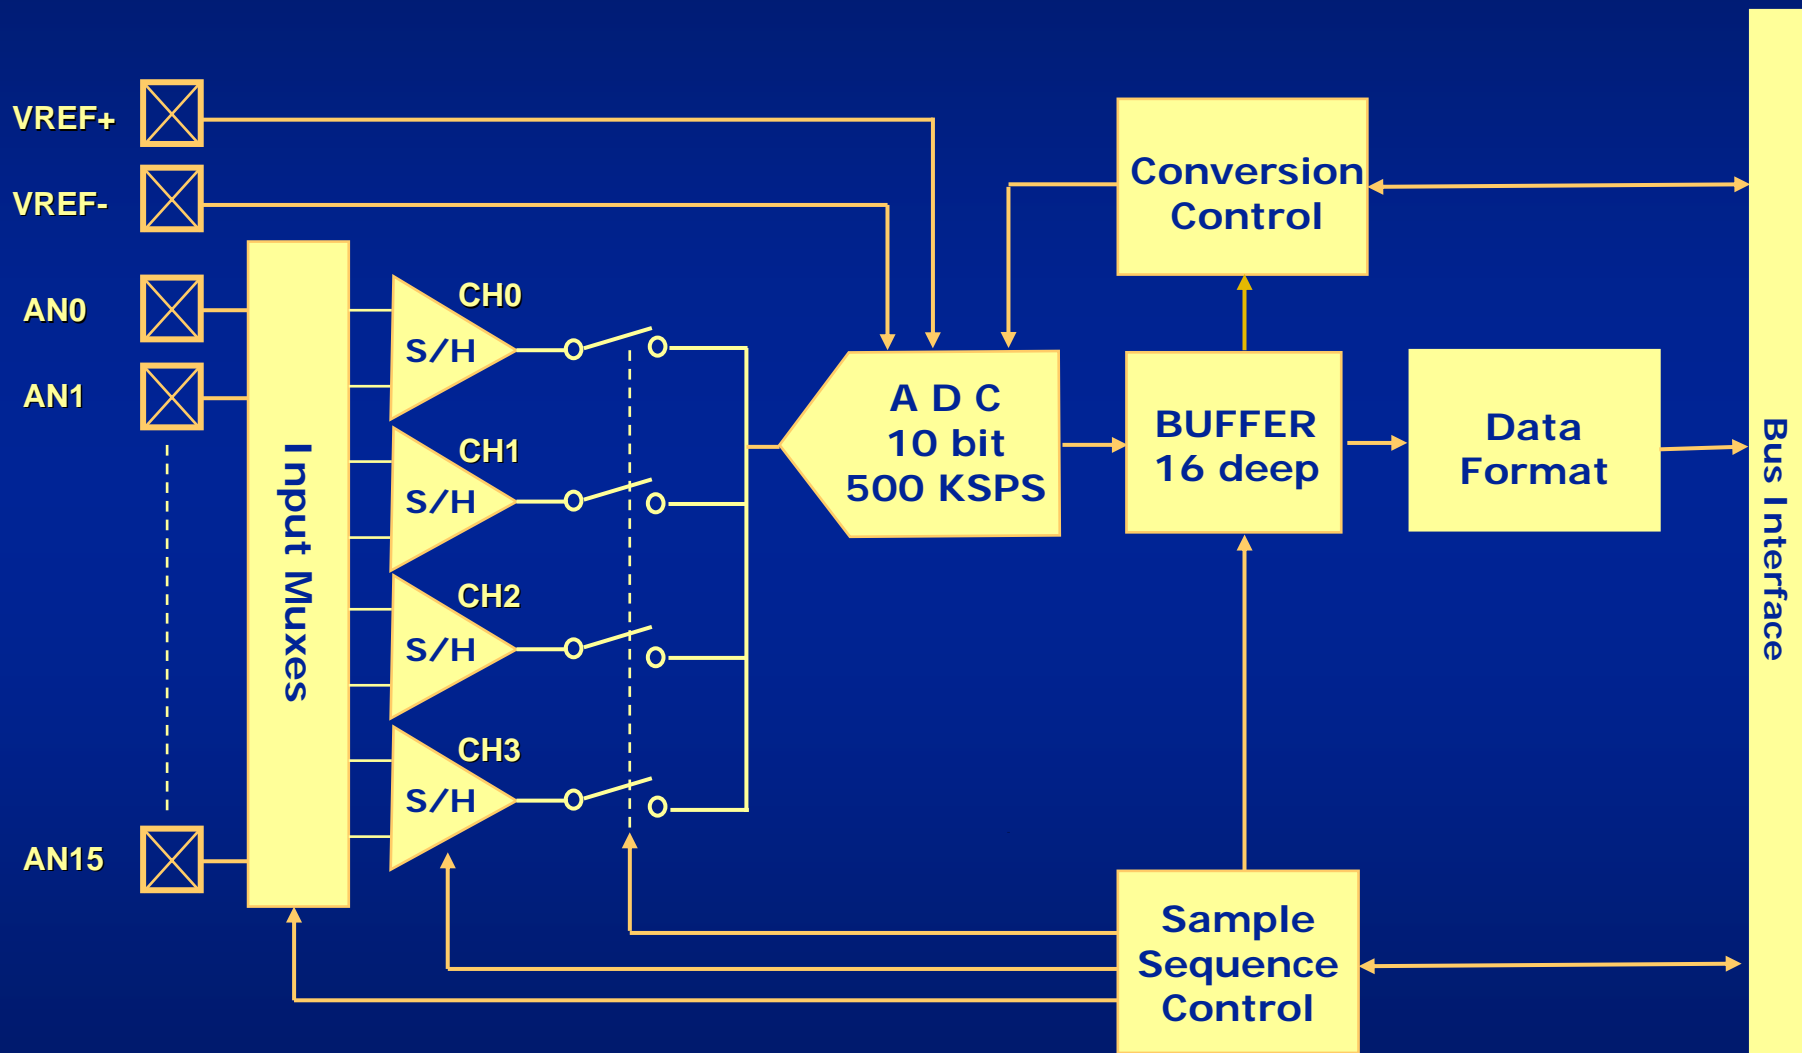 VREF+
VREF-
AN0
AN1
AN15
Input Muxes
CH0
S/H
CH1
S/H
CH2
S/H
CH3
S/H
A D C
10 bit
500 KSPS
Conversion
Control
BUFFER
16 deep
Data
Format
Sample
Sequence
Control
Bus Interface